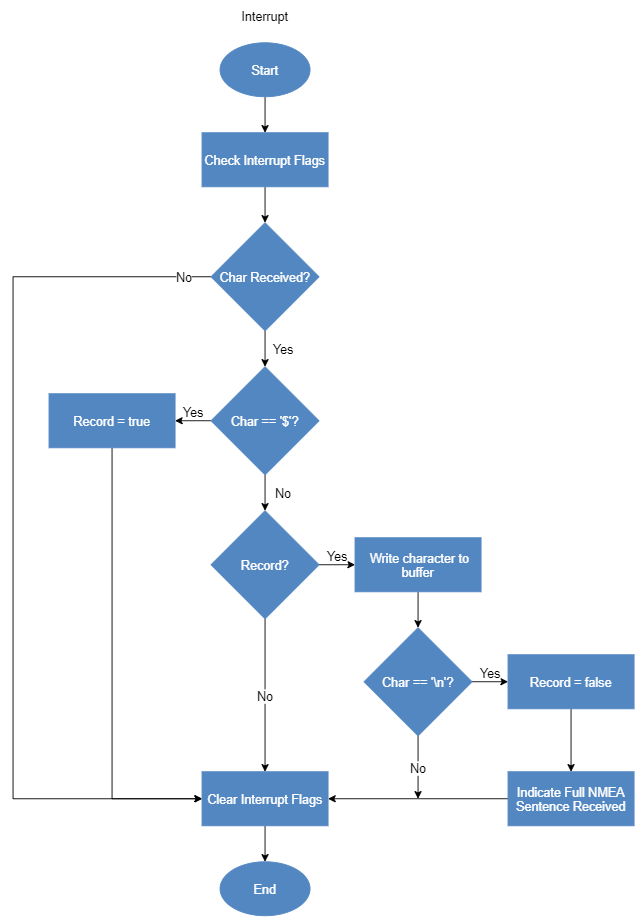 Interrupt
Start
Check Interrupt Flags
Char Received?
No
Yes
Record = true
Yes
Char == '$'?
No
Record?
Yes
Write character to
buffer
Char == '\n'?
Yes
Record = false
No
No
Clear Interrupt Flags
Indicate Full NMEA
Sentence Received
End